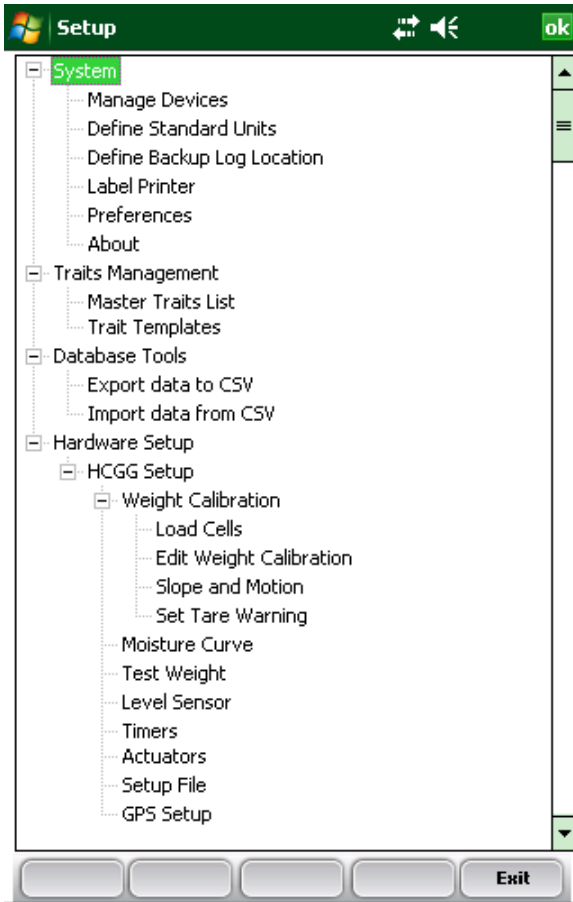 Setup ok
System
Manage Devices
Define Standard Units
Define Backup Log Location
Label Printer
Preferences
About
Traits Management
Master Traits List
Trait Templates
Database Tools
Export data to CSV
Import data from CSV
Hardware Setup
HCGG Setup
Weight Calibration
Load Cells
Edit Weight Calibration
Slope and Motion
Set Tare Warning
Moisture Curve
Test Weight
Level Sensor
Timers
Actuators
Setup File
GPS Setup
Exit